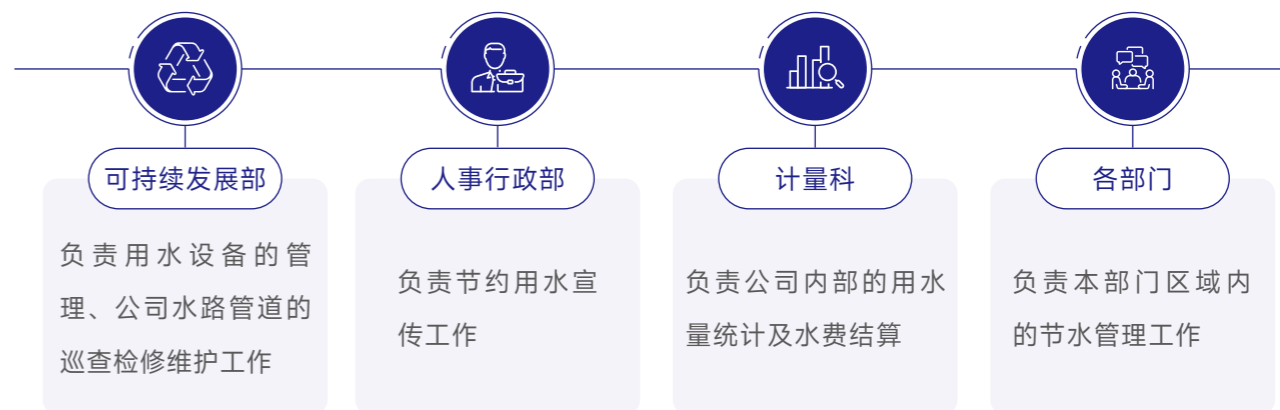 可持续发展部
负责用水设备的管
理、公司水路管道的
巡查检修维护工作
人事行政部
负责节约用水宣
传工作
计量科
负责公司内部的用水
量统计及水费结算
各部门
负责本部门区域内
的节水管理工作